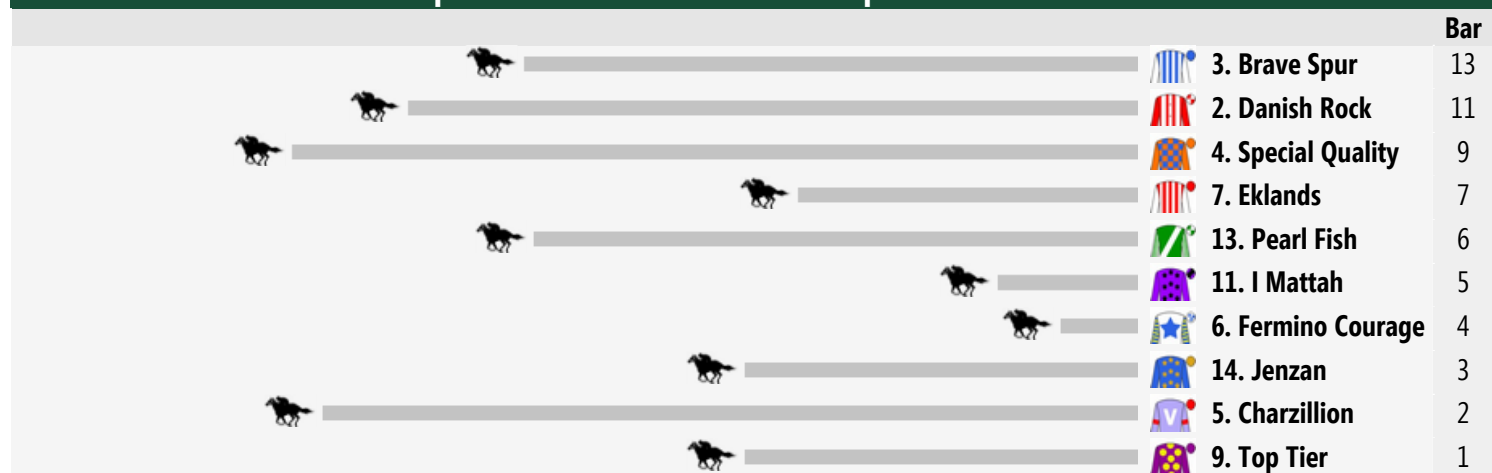 Bar
3. Brave Spur 13
2. Danish Rock 11
4. Special Quality 9
7. Eklands 7
13. Pearl Fish 6
11. I Mattah 5
6. Fermino Courage 4
14. Jenzan 3
V 5. Charzillion 2
9. Top Tier 1